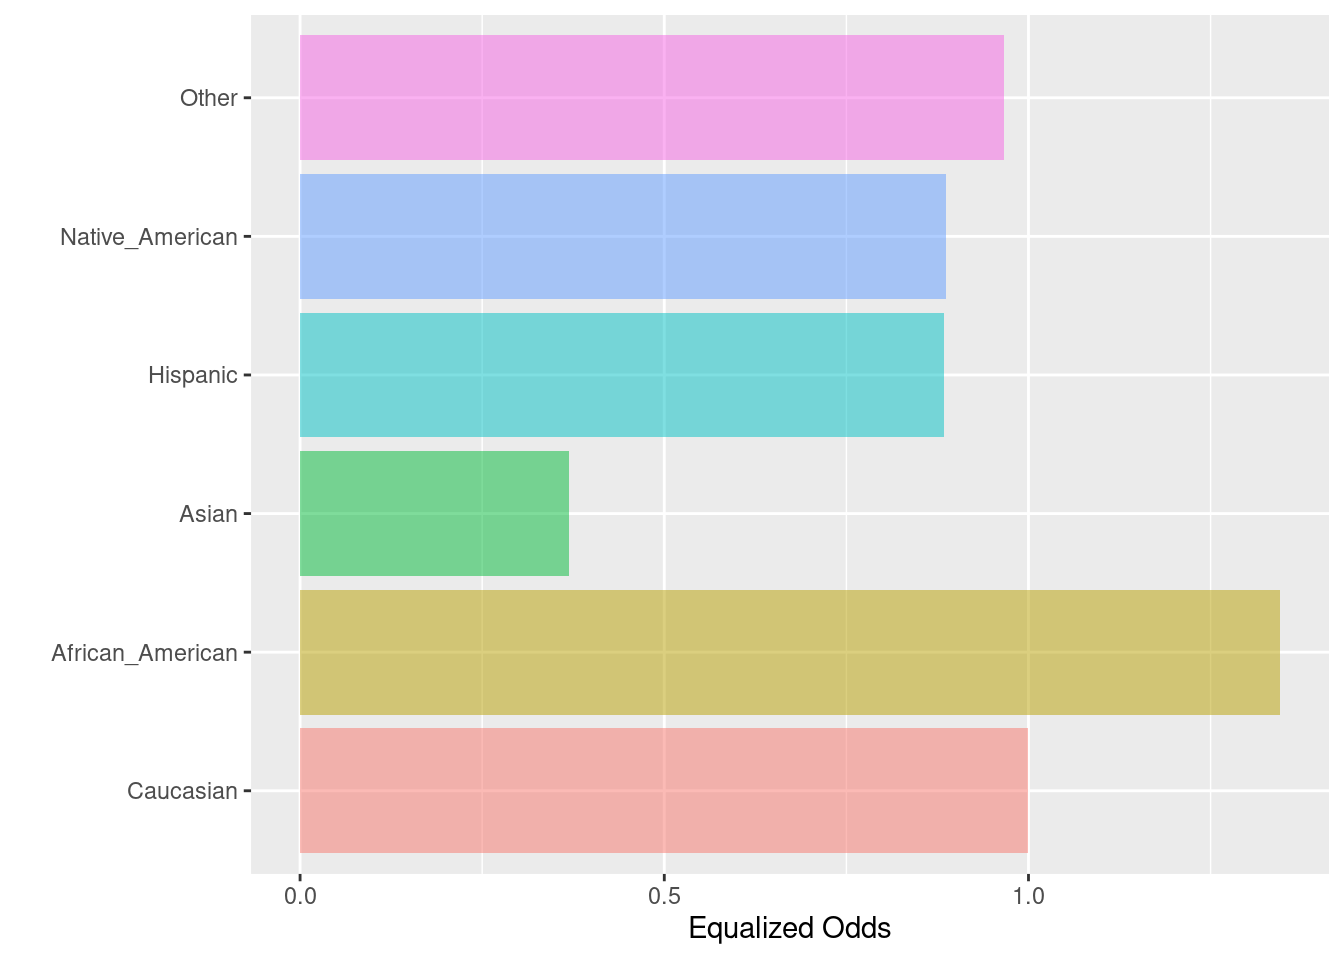 Other
Native_American
Hispanic
Asian
African_American
Caucasian
0.0 0.5 1.0
Equalized Odds